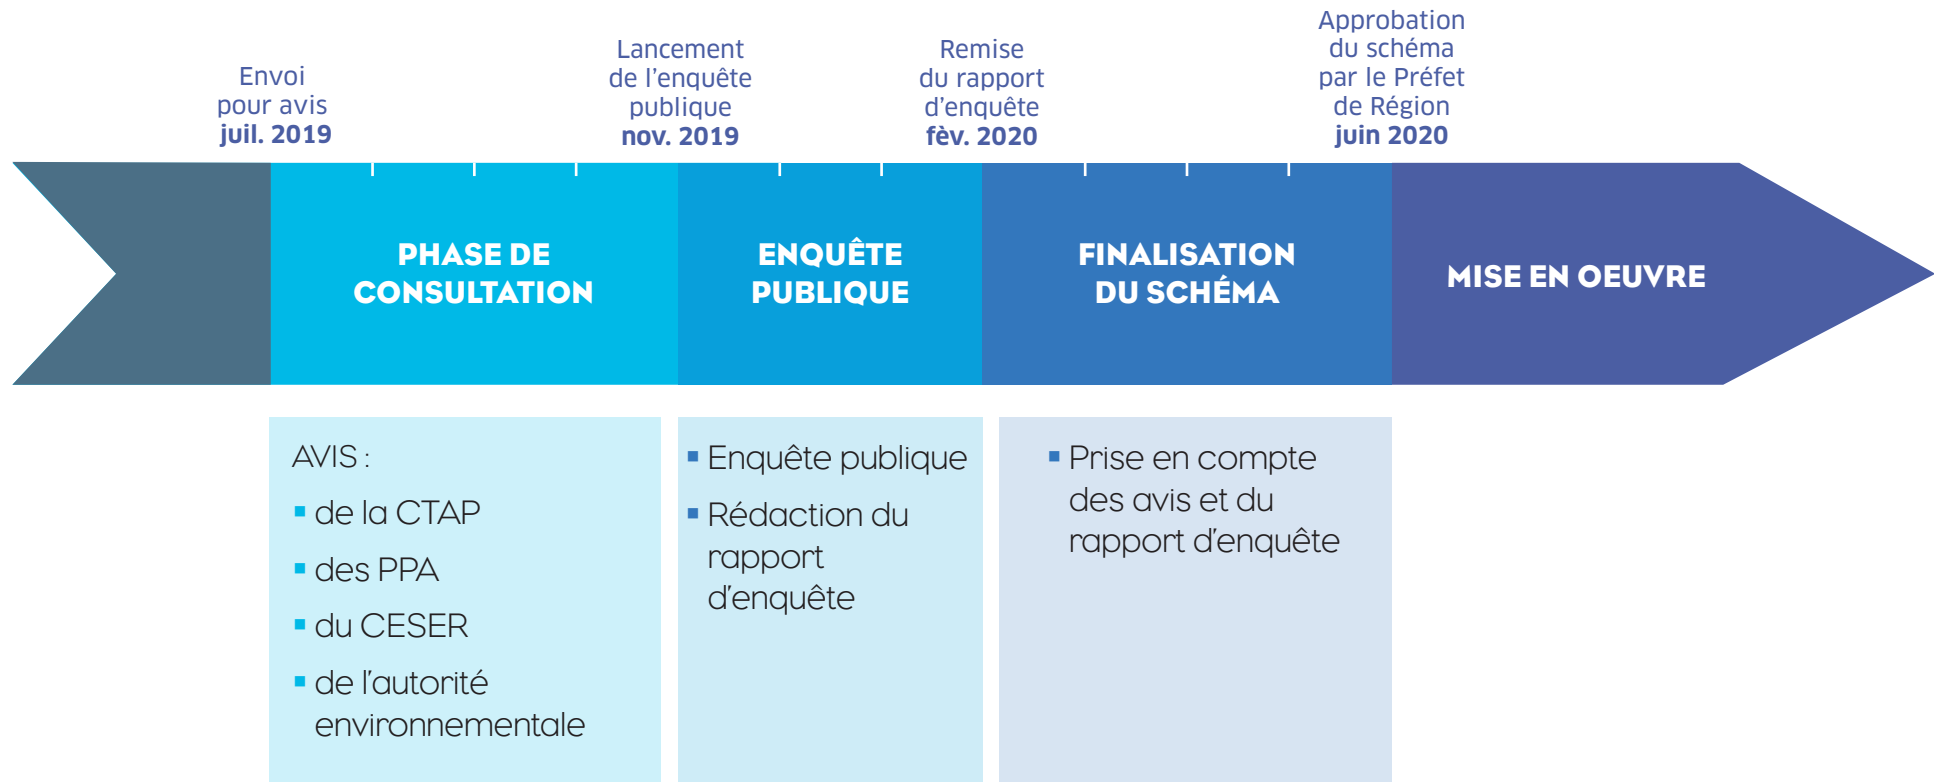 Envoi
pour avis
juil. 2019
Lancement
de l'enquête
publique
nov. 2019
Remise
du rapport
d'enquête
fèv. 2020
Approbation
du schéma
par le Préfet
de Région
juin 2020
PHASE DE
CONSULTATION
ENQUÊTE
PUBLIQUE
FINALISATION
DU SCHÉMA
MISE EN OEUVRE
AVIS :
▪ de la CTAP
▪ des PPA
▪ du CESER
▪ de l'autorité
environnementale
▪ Enquête publique
▪ Rédaction du
rapport
d'enquête
▪ Prise en compte
des avis et du
rapport d'enquête